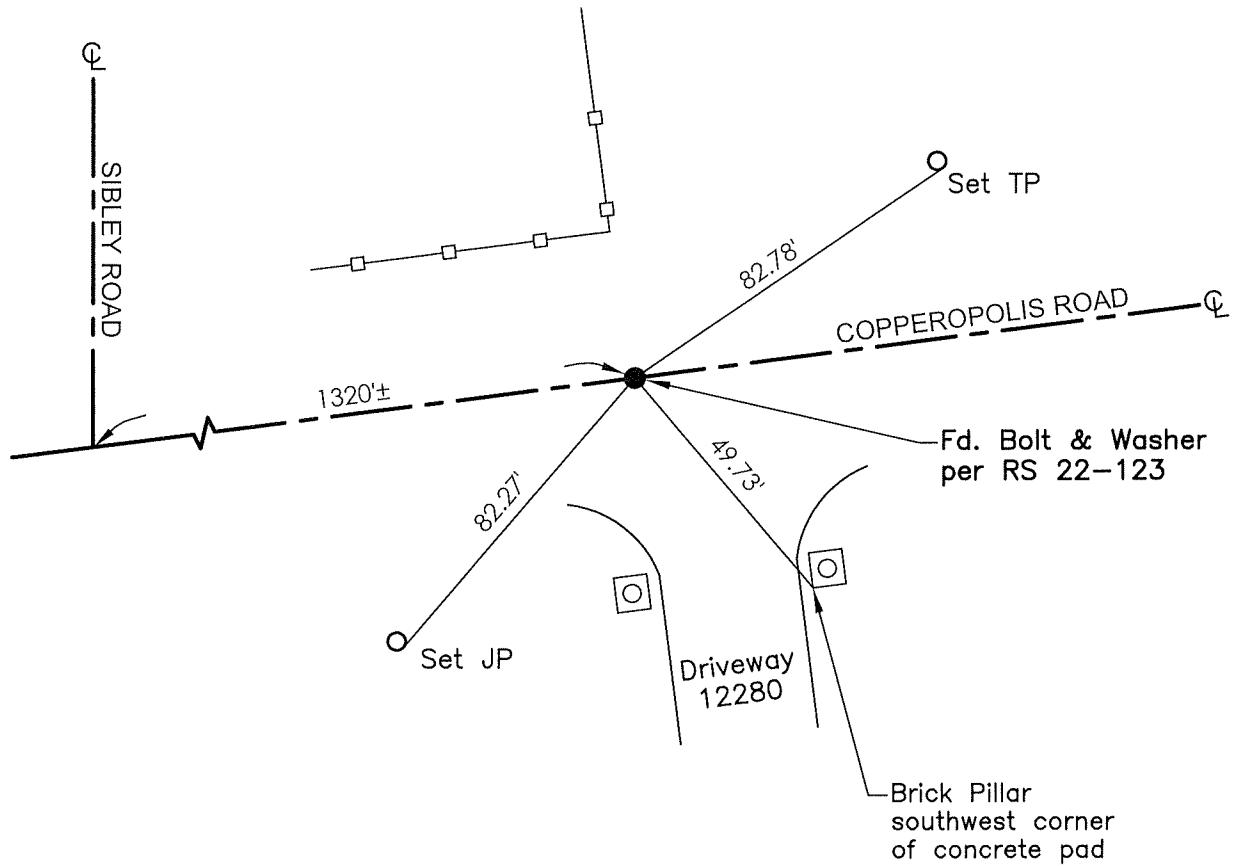 ℄
SIBLEY ROAD
Set TP
82.78'
COPPEROPOLIS ROAD
℄
1320'±
Fd. Bolt & Washer
per RS 22-123
49.73'
82.27'
Set JP
Driveway
12280
Brick Pillar
southwest corner
of concrete pad